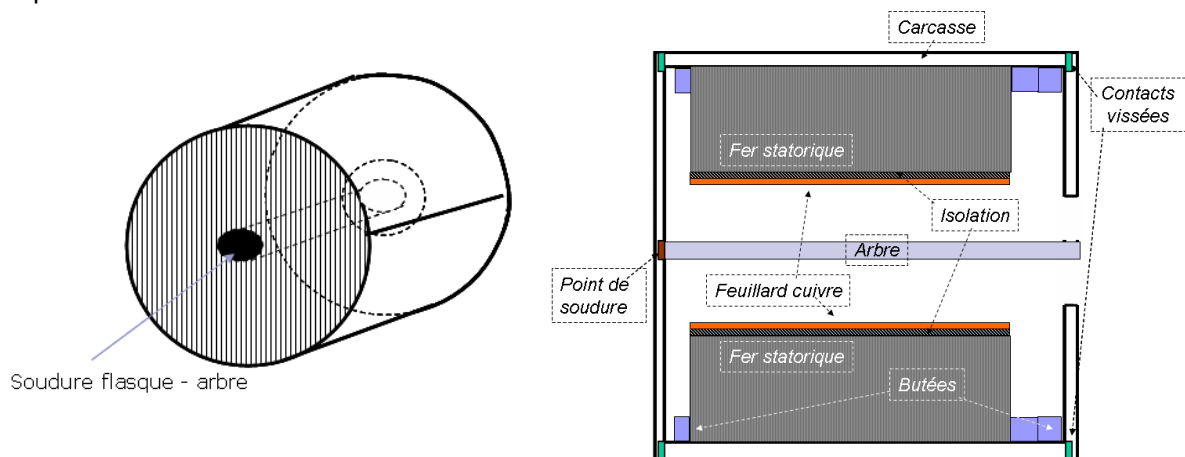 Soudure flasque - arbre
Carcasse
Contacts
vissées
Fer statorique
Isolation
Arbre
Point de
soudure
Feuillard cuivre
Fer statorique
Butées